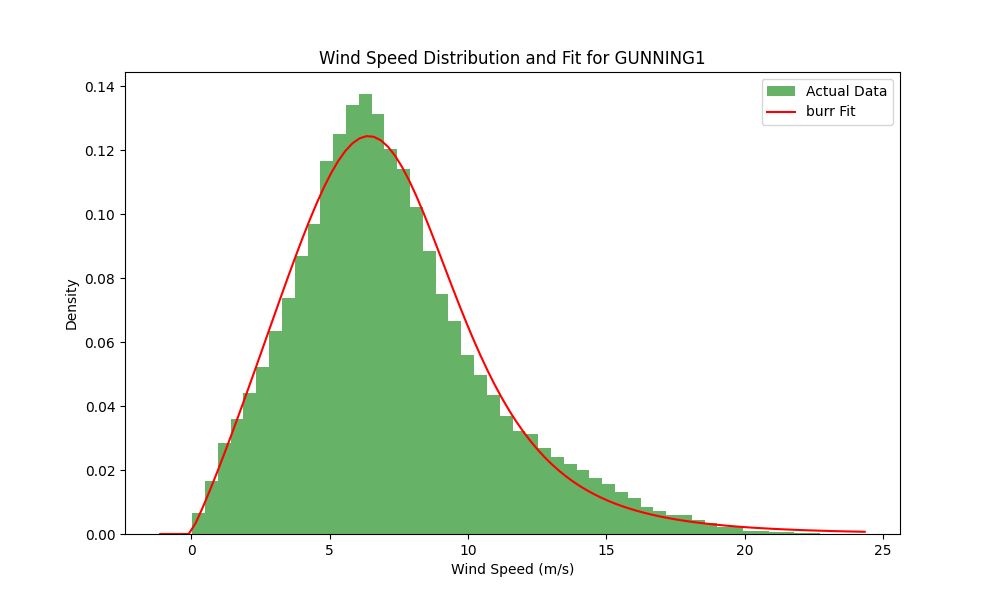 Wind Speed Distribution and Fit for GUNNING1
Actual Data
burr Fit
0.14
0.12
0.10
0.08
0.06
0.04
0.02
0.00
Density
0
5
10
15
20
25
Wind Speed (m/s)